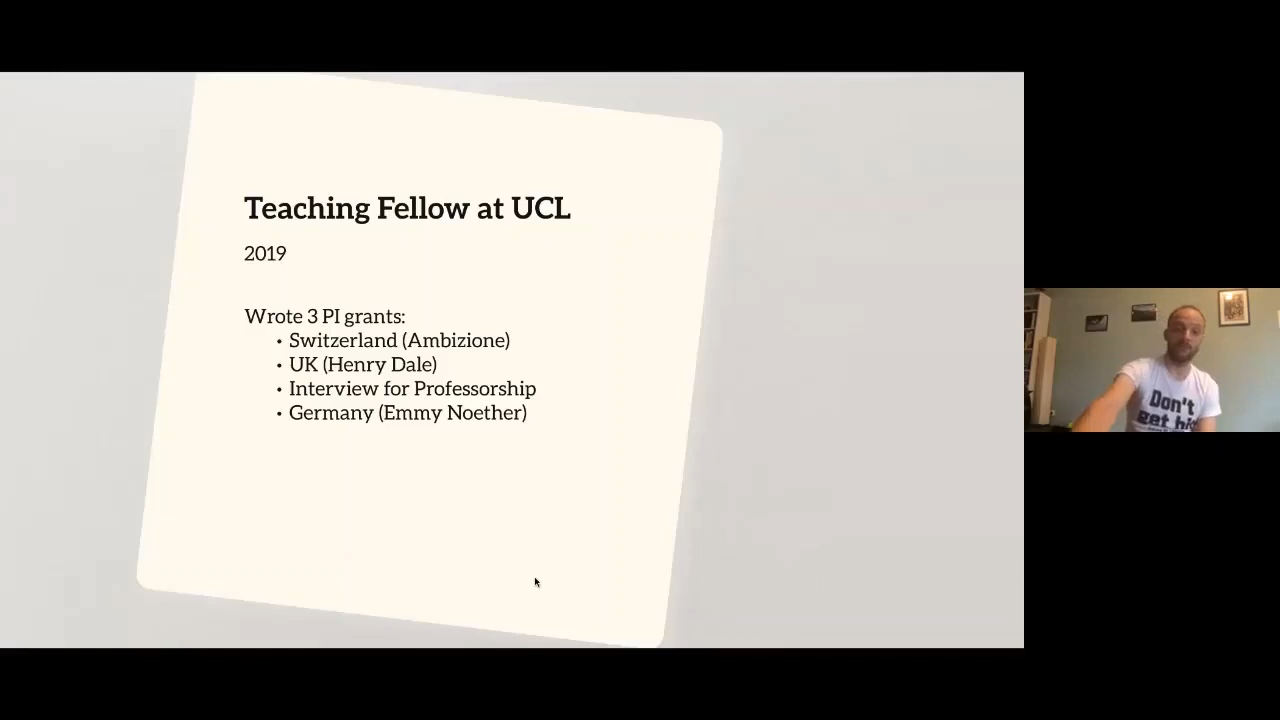 Teaching Fellow at UCL
2019
Wrote 3 PI grants:
• Switzerland (Ambizione)
• UK (Henry Dale)
• Interview for Professorship
• Germany (Emmy Noether)
Don't
get